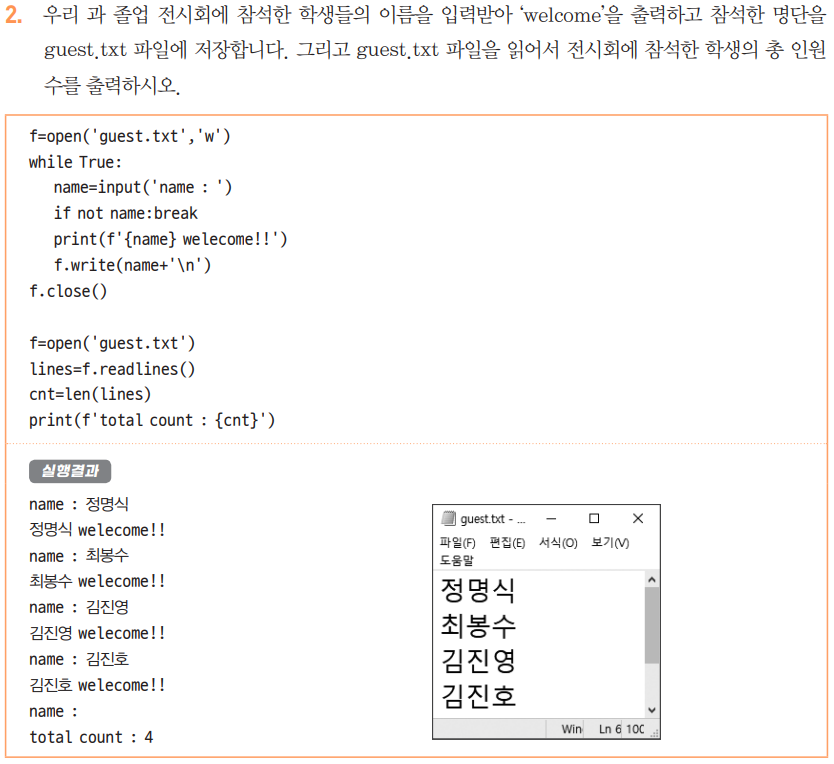 2. 우리 과 졸업 전시회에 참석한 학생들의 이름을 입력받아 ‘welcome’을 출력하고 참석한 명단을
guest.txt 파일에 저장합니다. 그리고 guest.txt 파일을 읽어서 전시회에 참석한 학생의 총 인원
수를 출력하시오.
f=open('guest.txt','w')
while True:
    name=input('name : ')
    if not name:break
    print(f'{name} welecome!!')
    f.write(name+'\n')
f.close()
f=open('guest.txt')
lines=f.readlines()
cnt=len(lines)
print(f'total count : {cnt}')
실행결과
name : 정명식
정명식 welecome!!
name : 최봉수
최봉수 welecome!!
name : 김진영
김진영 welecome!!
name : 김진호
김진호 welecome!!
name :
total count : 4
guest.txt - ...
파일(F) 편집(E) 서식(O) 보기(V)
도움말
정명식
최봉수
김진영
김진호
Win Ln 6 100